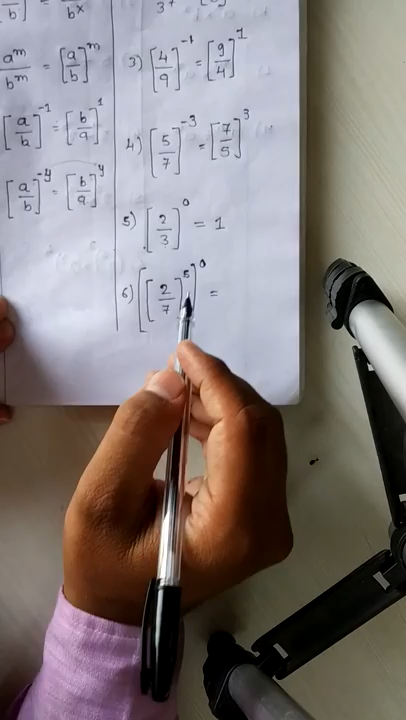 a^m/b^m = [a/b]^m
[a/b]^-1 = [b/a]^1
[a/b]^-y = [b/a]^y
3) [4/9]^-1 = [9/4]^1
4) [5/7]^-3 = [7/5]^3
5) [2/3]^0 = 1
6) [[2/7]^5]^0 =